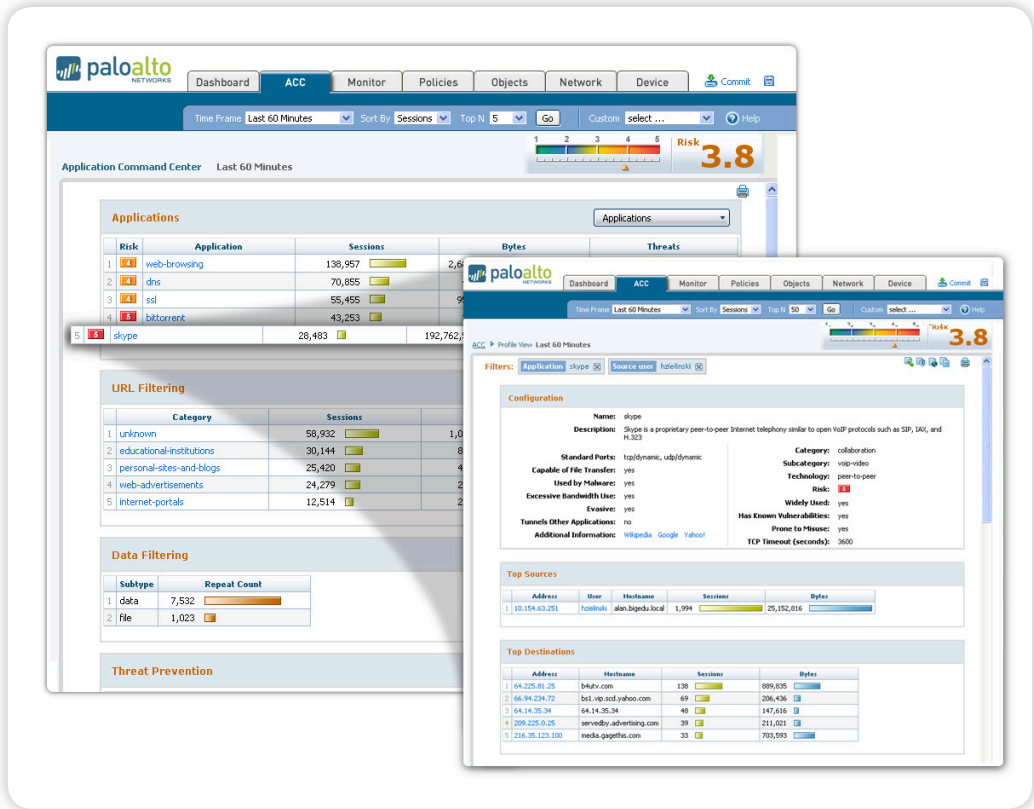 paloalto
NETWORKS
Dashboard ACC Monitor Policies Objects Network Device Commit
Time Frame Last 60 Minutes Sort By Sessions Top N 5 Go Custom select ... Help
1 2 3 4 5 Risk 3.8
Application Command Center Last 60 Minutes
Applications Applications
Risk Application Sessions Bytes Threats
1 4 web-browsing 138,957
2 4 dns 70,855
3 4 ssl 55,455
4 5 bittorrent 43,253
5 5 skype 28,483
URL Filtering
Category Sessions
1 unknown 58,932
2 educational-institutions 30,144
3 personal-sites-and-blogs 25,420
4 web-advertisements 24,279
5 internet-portals 12,514
Data Filtering
Subtype Repeat Count
1 data 7,532
2 file 1,023
Threat Prevention
paloalto
NETWORKS
Dashboard ACC Monitor Policies Objects Network Device Commit
Time Frame Last 60 Minutes Sort By Sessions Top N 50 Go Custom select ... Help
Risk 3.8
ACC Profile View Last 60 Minutes
Filters: Application skype Source user hzielinski
Configuration
Name: skype
Description: Skype is a proprietary peer-to-peer Internet telephony similar to open VoIP protocols such as SIP, IAX, and
H.323
Standard Ports: tcp/dynamic, udp/dynamic
Capable of File Transfer: yes
Used by Malware: yes
Excessive Bandwidth Use: yes
Evasive: yes
Tunnels Other Applications: no
Additional Information: Wikipedia Google Yahoo!
Category: collaboration
Subcategory: voip-video
Technology: peer-to-peer
Risk: 5
Widely Used: yes
Has Known Vulnerabilities: yes
Prone to Misuse: yes
TCP Timeout (seconds): 3600
Top Sources
Address User Hostname Sessions Bytes
1 10.154.63.251 hzielinski alan.bigedu.local 1,994 25,152,816
Top Destinations
Address Hostname Sessions Bytes
1 64.225.81.25 b4utv.com 138 889,835
2 66.94.234.72 bs1.vip.scd.yahoo.com 69 206,436
3 64.14.35.34 64.14.35.34 48 147,616
4 209.225.0.25 servedby.advertising.com 39 211,021
5 216.35.123.100 media.gagethis.com 33 703,593